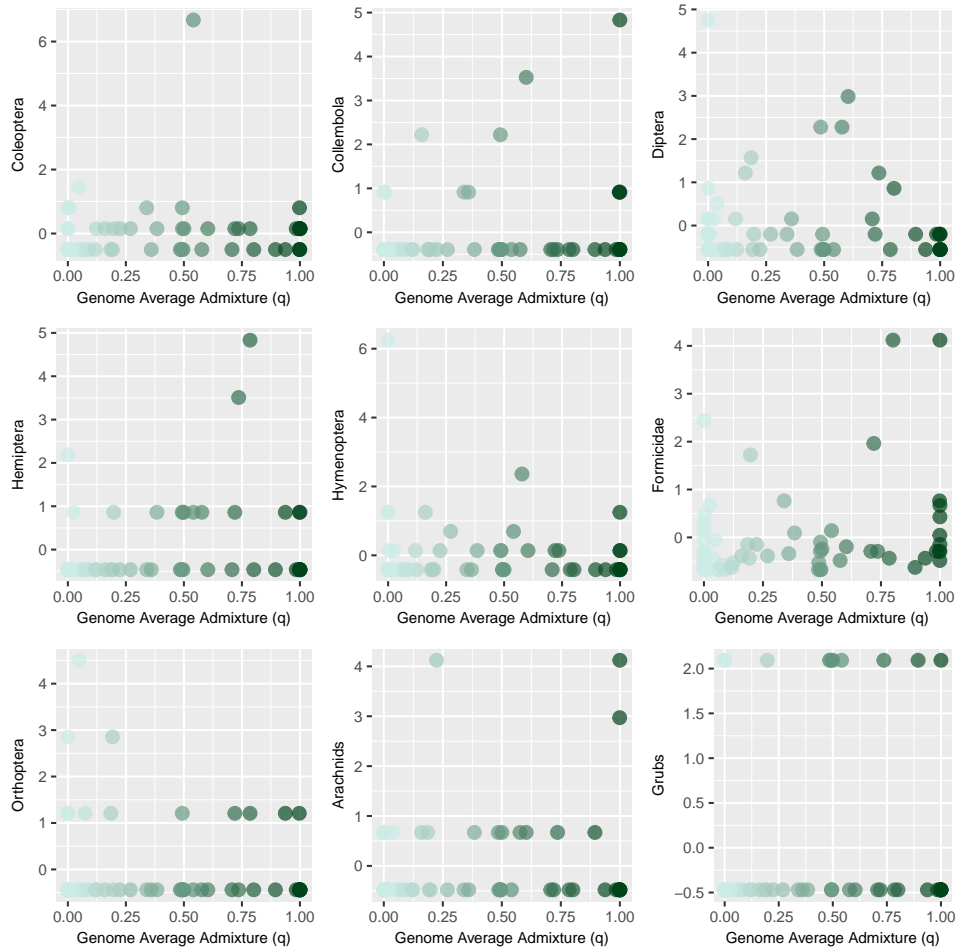 Coleoptera
6
4
2
0
0.00 0.25 0.50 0.75 1.00
Genome Average Admixture (q)
Collembola
5
4
3
2
1
0
0.00 0.25 0.50 0.75 1.00
Genome Average Admixture (q)
Diptera
5
4
3
2
1
0
0.00 0.25 0.50 0.75 1.00
Genome Average Admixture (q)
Hemiptera
5
4
3
2
1
0
0.00 0.25 0.50 0.75 1.00
Genome Average Admixture (q)
Hymenoptera
6
4
2
0
0.00 0.25 0.50 0.75 1.00
Genome Average Admixture (q)
Formicidae
4
3
2
1
0
0.00 0.25 0.50 0.75 1.00
Genome Average Admixture (q)
Orthoptera
4
3
2
1
0
0.00 0.25 0.50 0.75 1.00
Genome Average Admixture (q)
Arachnids
4
3
2
1
0
0.00 0.25 0.50 0.75 1.00
Genome Average Admixture (q)
Grubs
2.0
1.5
1.0
0.5
0.0
−0.5
0.00 0.25 0.50 0.75 1.00
Genome Average Admixture (q)